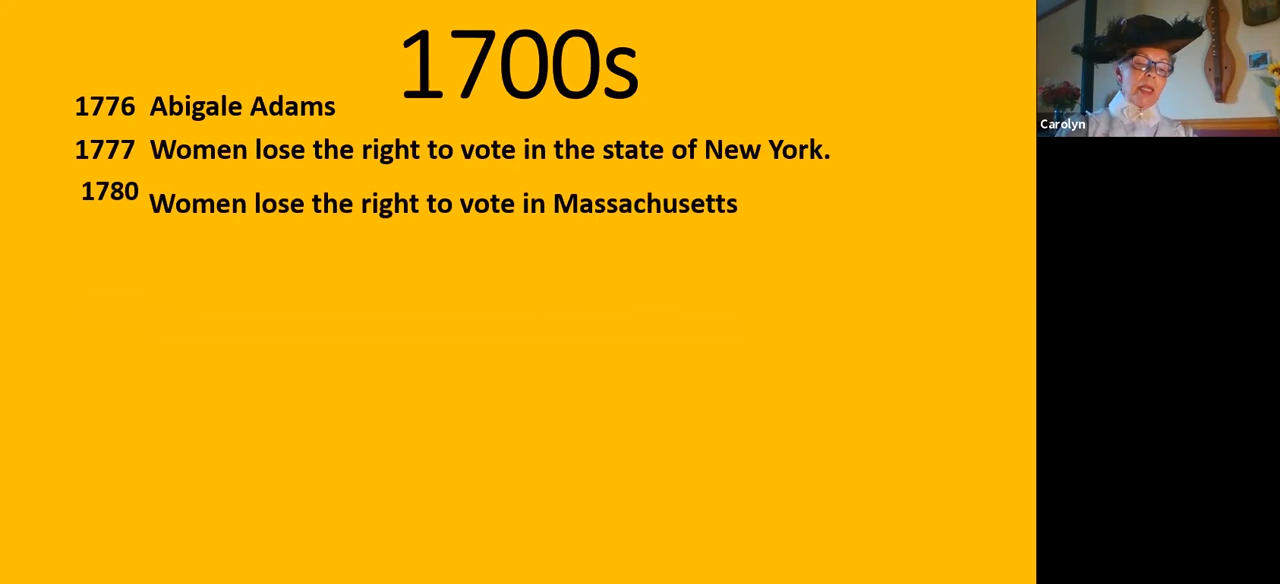 1700s
1776 Abigale Adams
1777 Women lose the right to vote in the state of New York.
1780 Women lose the right to vote in Massachusetts
Carolyn